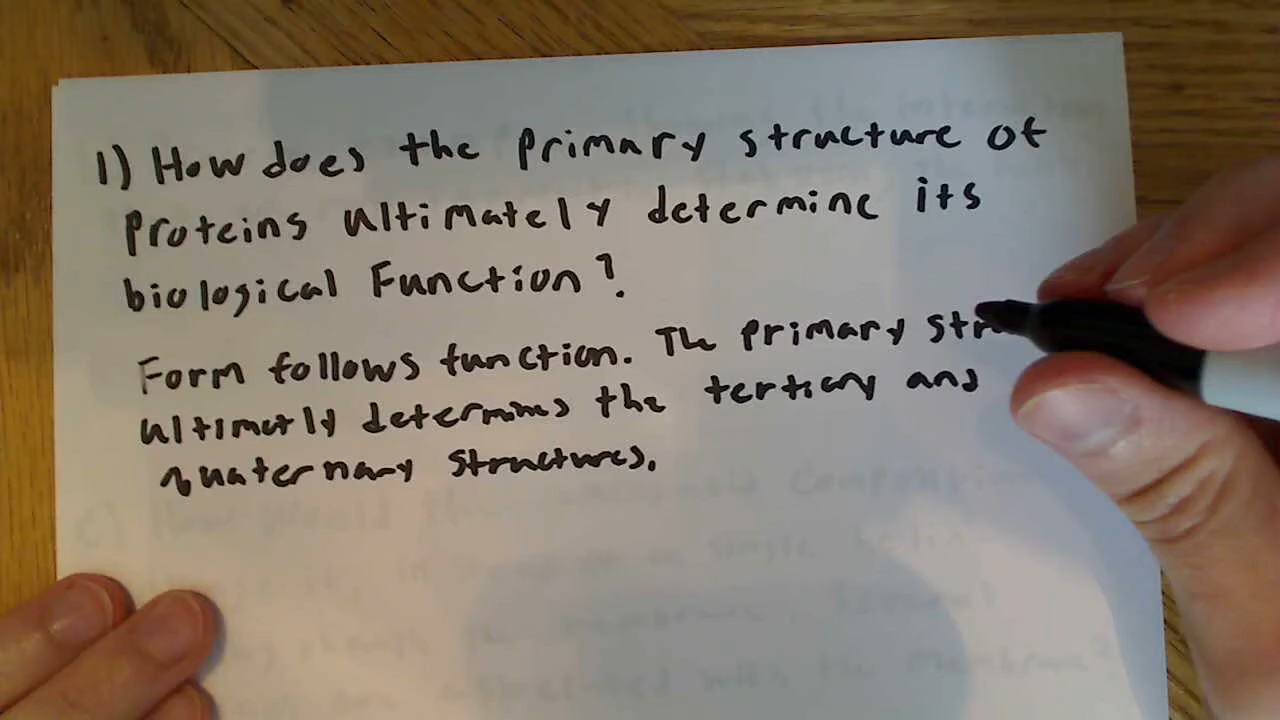 1) How does the primary structure of
proteins ultimately determine its
biological Function?
Form follows function. The primary str
ultimetly determines the tertiary and
quaternary structures.